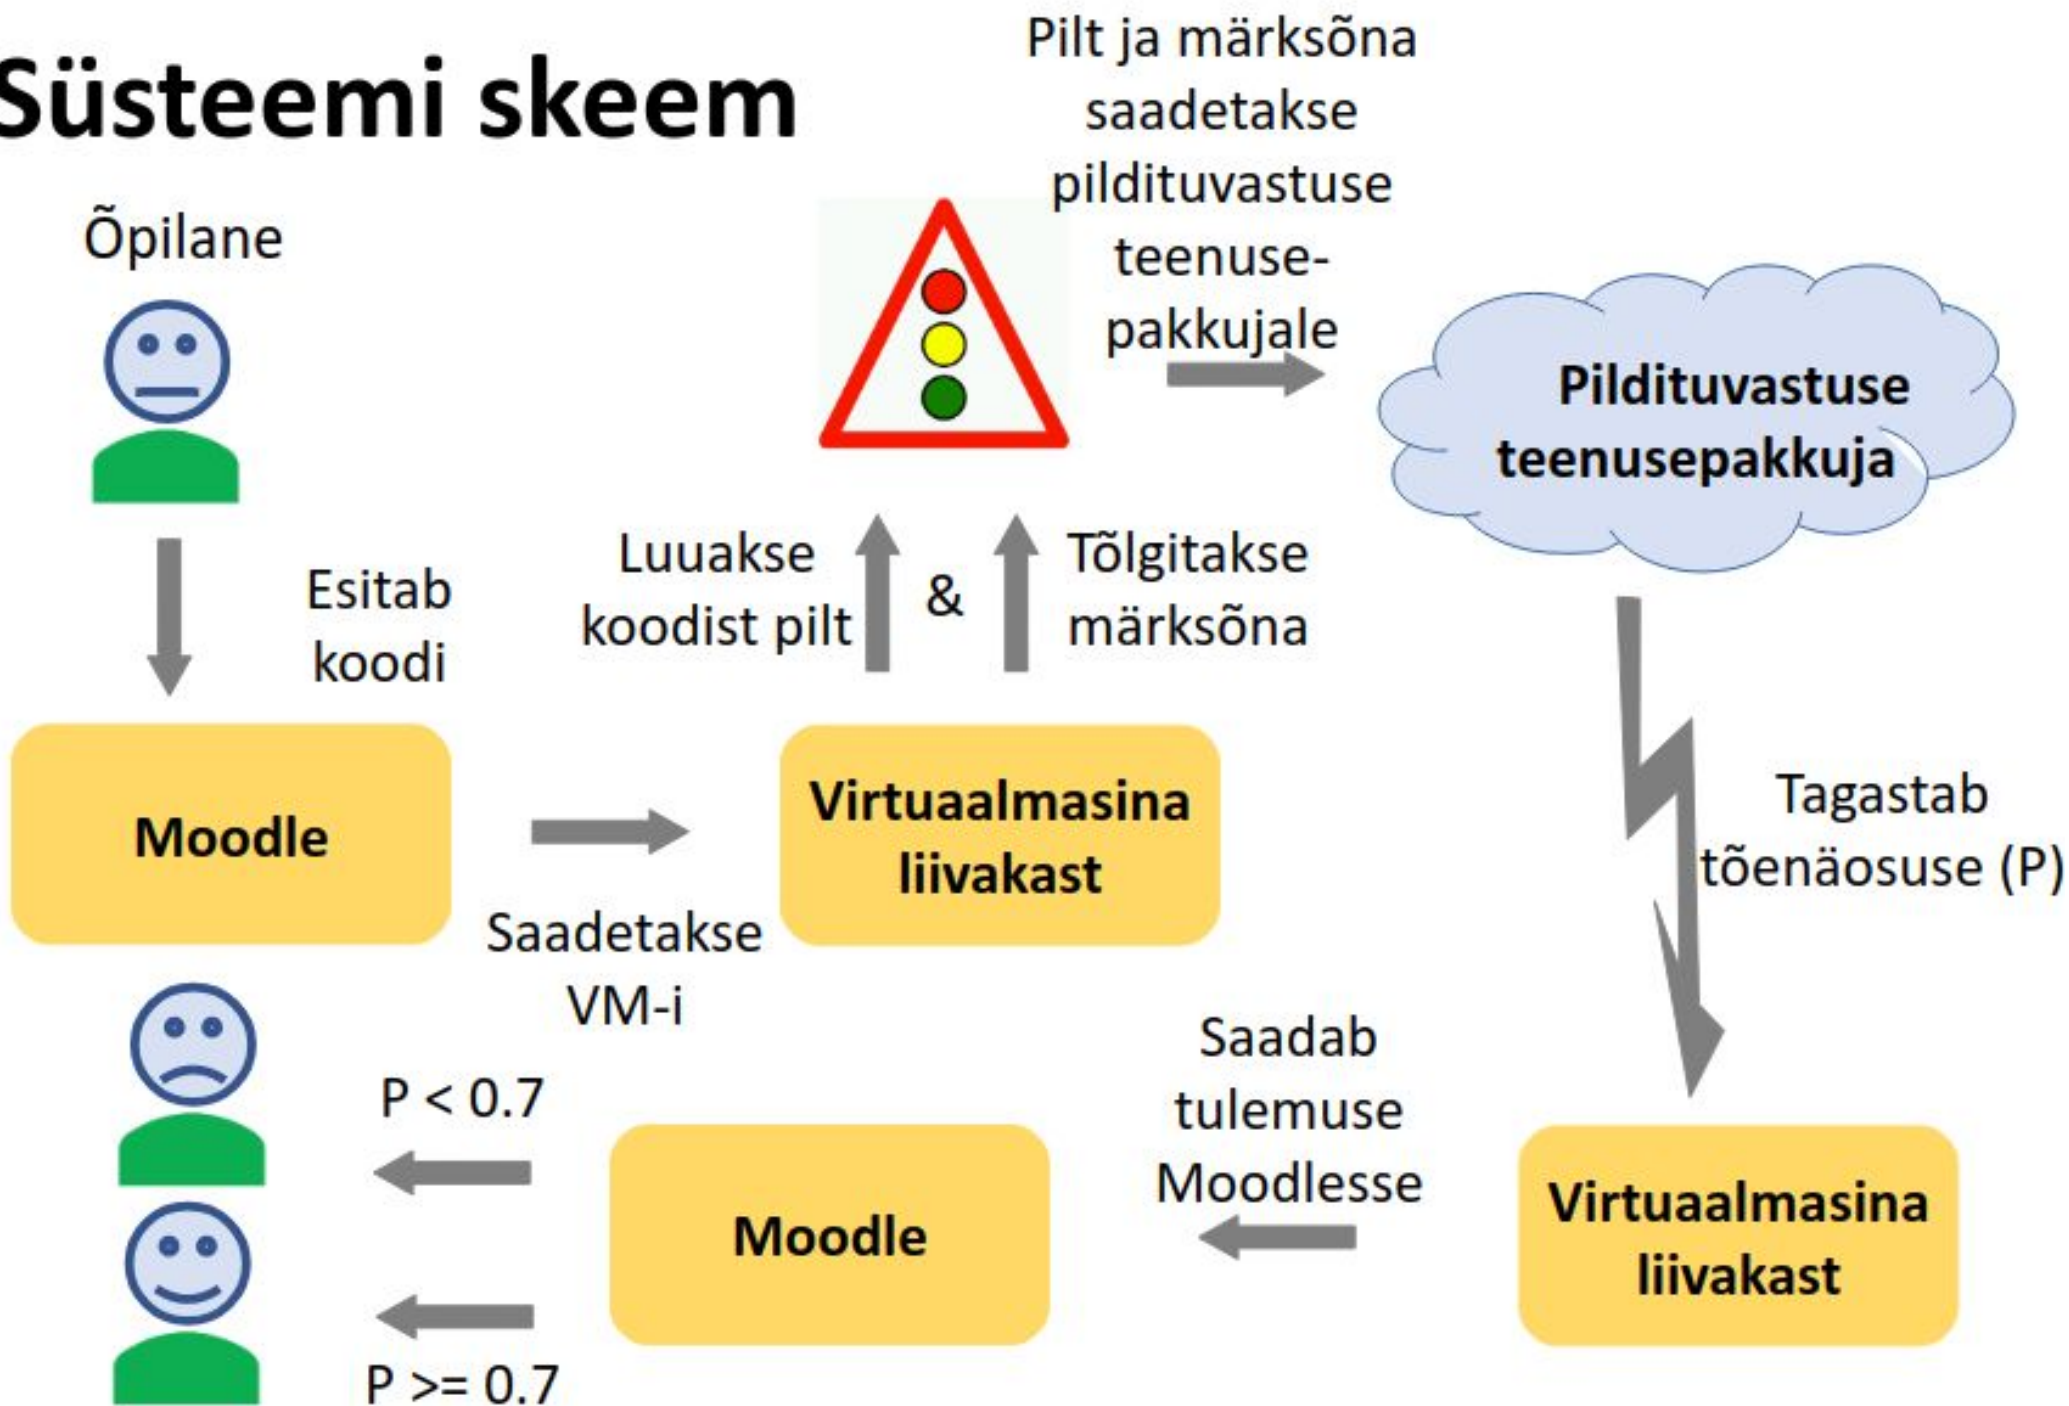 Süsteemi skeem
Õpilane
Esitab
koodi
Moodle
Saadetakse
VM-i
Virtuaalmasina
liivakast
Luuakse
koodist pilt
&
Tõlgitakse
märksõna
Pilt ja märksõna
saadetakse
pildituvastuse
teenuse-
pakkujale
Pildituvastuse
teenusepakkuja
Tagastab
tõenäosuse (P)
Virtuaalmasina
liivakast
Saadab
tulemuse
Moodlesse
Moodle
P < 0.7
P >= 0.7